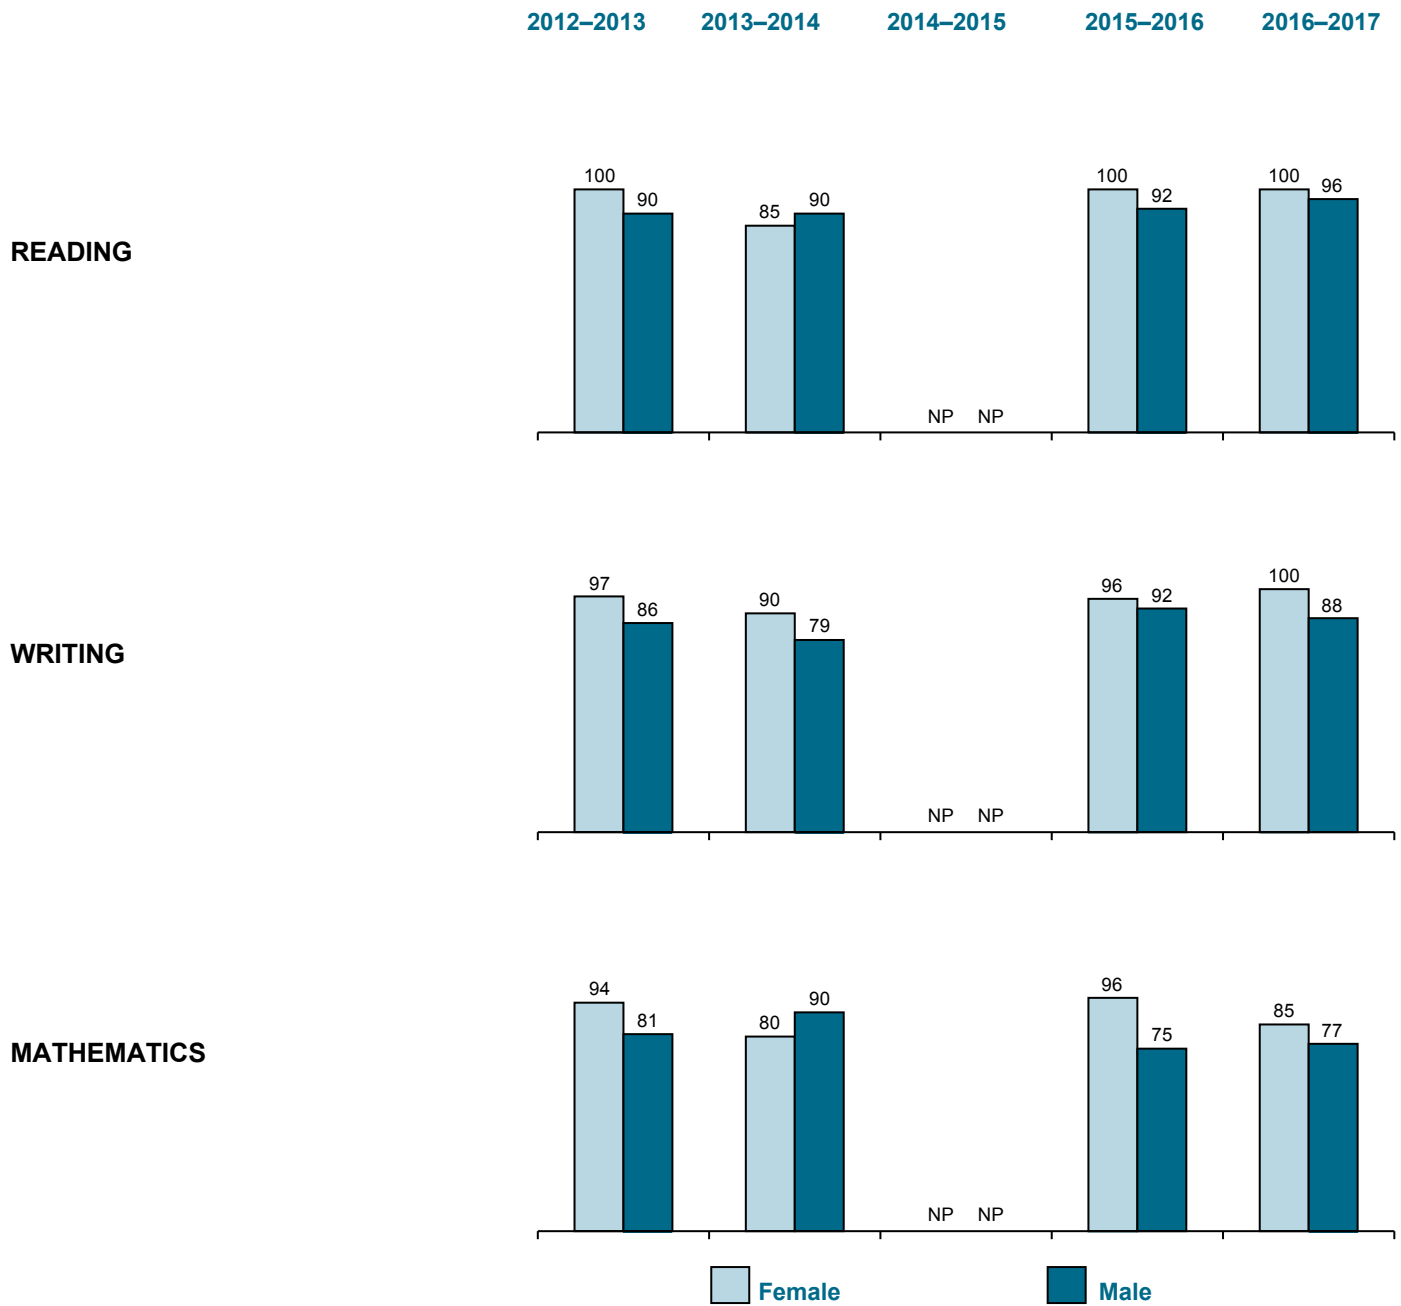 2012–2013 2013–2014 2014–2015 2015–2016 2016–2017
READING
100 90 85 90 NP NP 100 92 100 96
WRITING
97 86 90 79 NP NP 96 92 100 88
MATHEMATICS
94 81 80 90 NP NP 96 75 85 77
Female Male